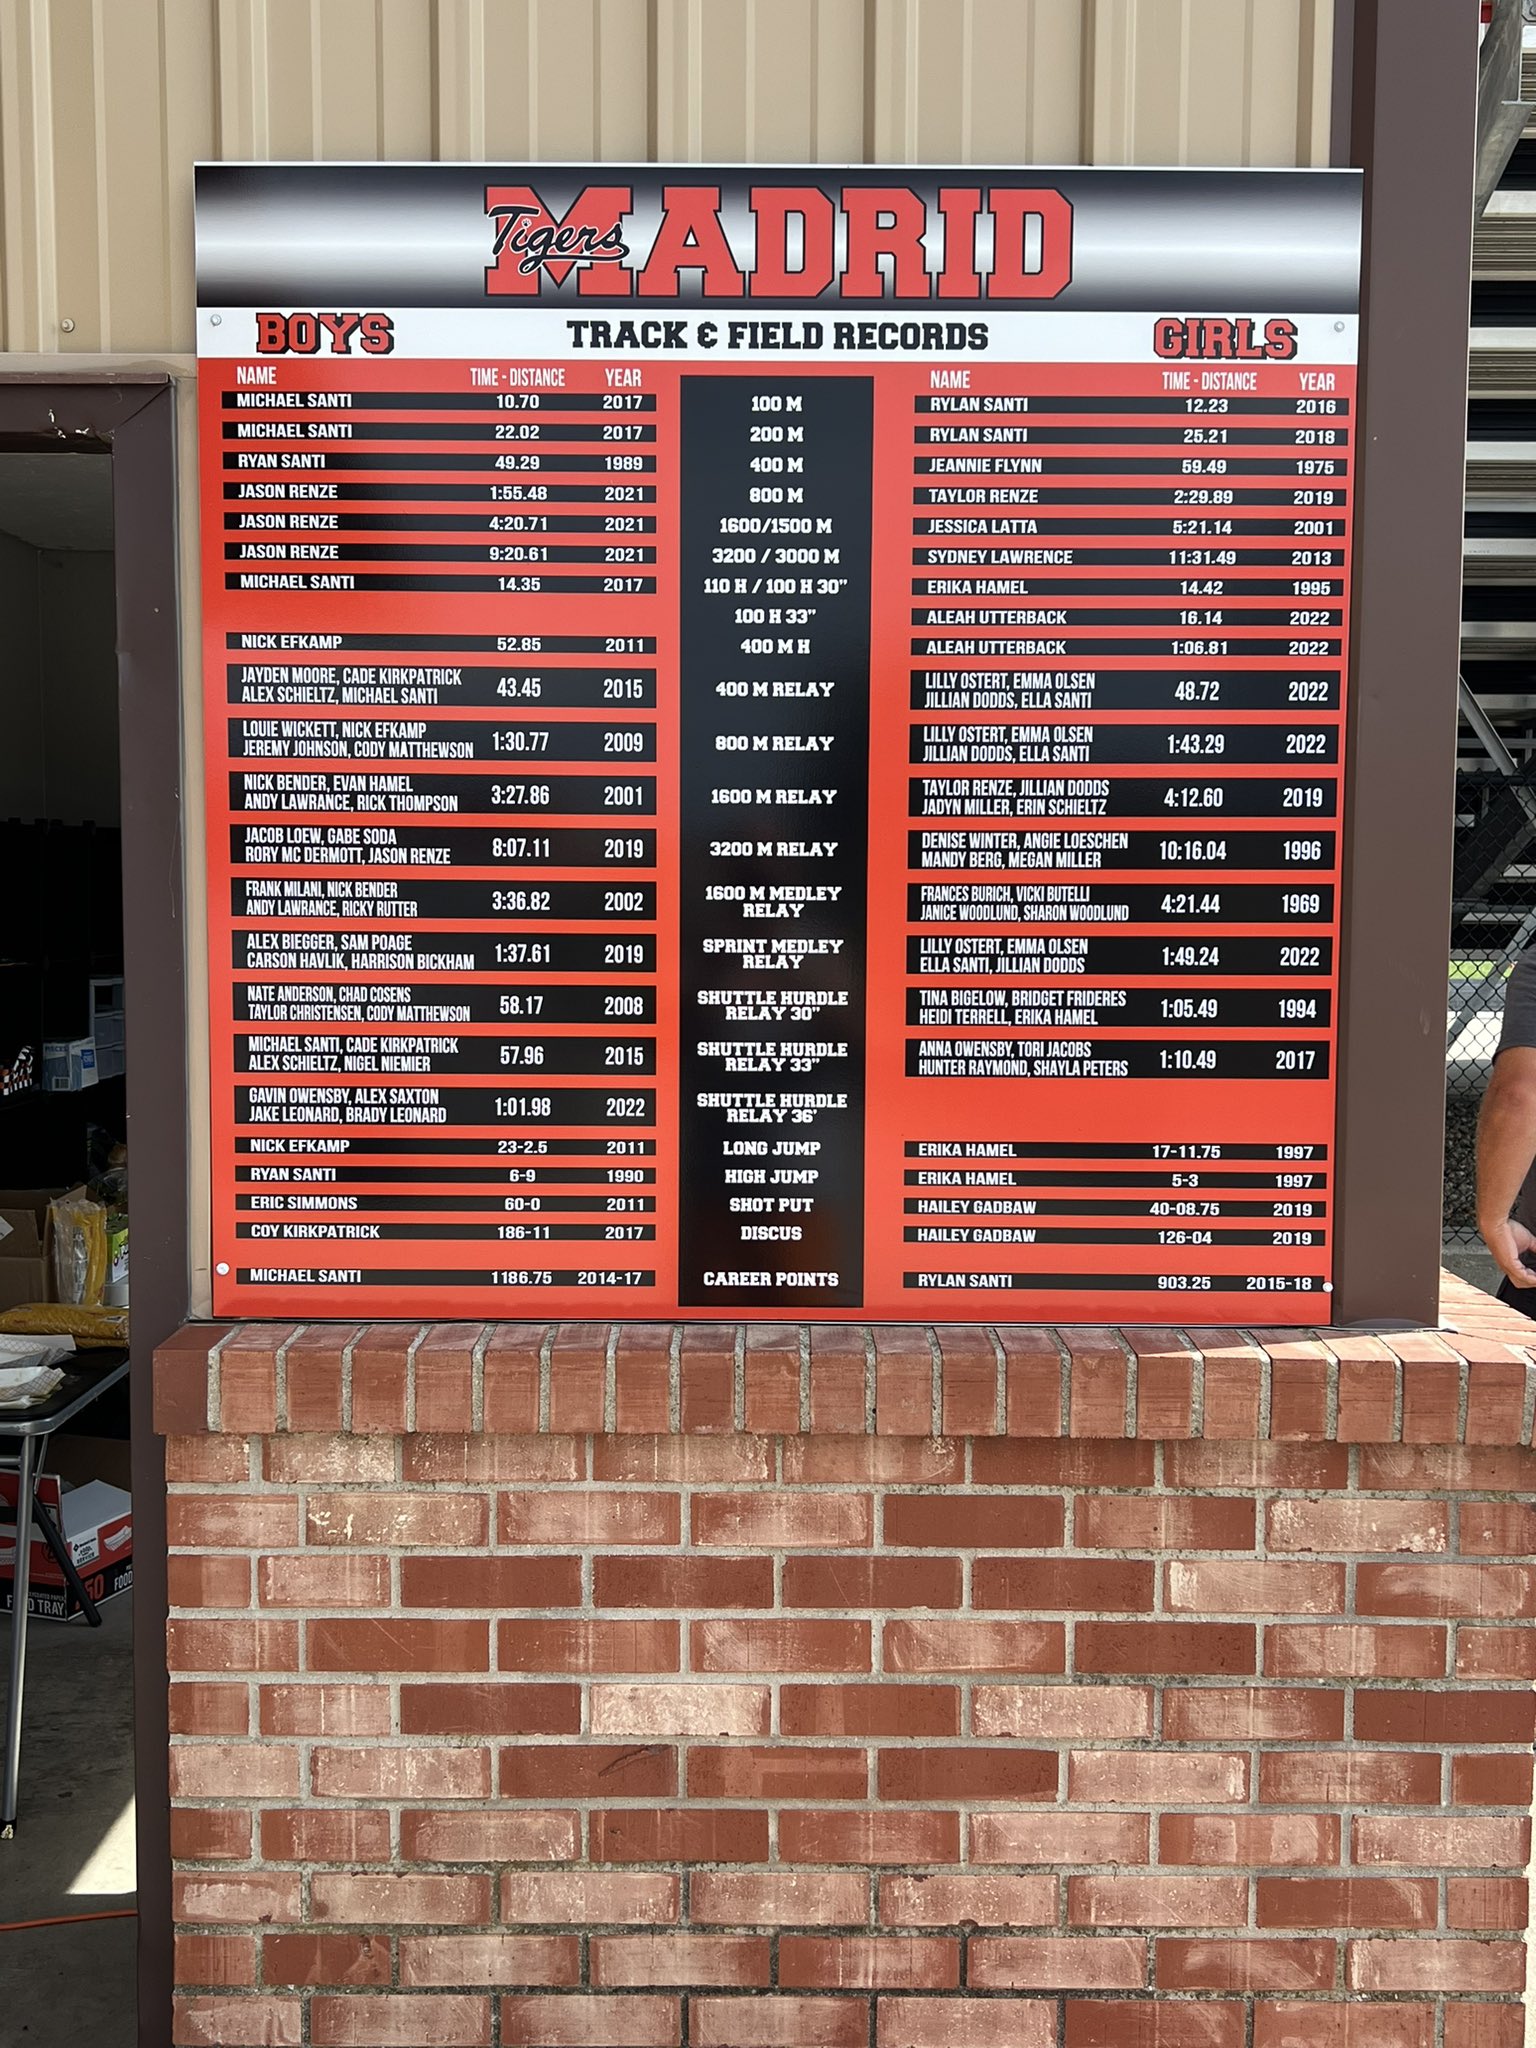 Tigers MADRID
BOYS TRACK & FIELD RECORDS GIRLS
NAME TIME - DISTANCE YEAR NAME TIME - DISTANCE YEAR
MICHAEL SANTI 10.70 2017 100 M RYLAN SANTI 12.23 2016
MICHAEL SANTI 22.02 2017 200 M RYLAN SANTI 25.21 2018
RYAN SANTI 49.29 1989 400 M JEANNIE FLYNN 59.49 1975
JASON RENZE 1:55.48 2021 800 M TAYLOR RENZE 2:29.89 2019
JASON RENZE 4:20.71 2021 1600/1500 M JESSICA LATTA 5:21.14 2001
JASON RENZE 9:20.61 2021 3200 / 3000 M SYDNEY LAWRENCE 11:31.49 2013
MICHAEL SANTI 14.35 2017 110 H / 100 H 30" ERIKA HAMEL 14.42 1995
100 H 33" ALEAH UTTERBACK 16.14 2022
NICK EFKAMP 52.85 2011 400 M H ALEAH UTTERBACK 1:06.81 2022
JAYDEN MOORE, CADE KIRKPATRICK
ALEX SCHIELTZ, MICHAEL SANTI 43.45 2015 400 M RELAY LILLY OSTERT, EMMA OLSEN
JILLIAN DODDS, ELLA SANTI 48.72 2022
LOUIE WICKETT, NICK EFKAMP
JEREMY JOHNSON, CODY MATTHEWSON 1:30.77 2009 800 M RELAY LILLY OSTERT, EMMA OLSEN
JILLIAN DODDS, ELLA SANTI 1:43.29 2022
NICK BENDER, EVAN HAMEL
ANDY LAWRANCE, RICK THOMPSON 3:27.86 2001 1600 M RELAY TAYLOR RENZE, JILLIAN DODDS
JADYN MILLER, ERIN SCHIELTZ 4:12.60 2019
JACOB LOEW, GABE SODA
RORY MC DERMOTT, JASON RENZE 8:07.11 2019 3200 M RELAY DENISE WINTER, ANGIE LOESCHEN
MANDY BERG, MEGAN MILLER 10:16.04 1996
FRANK MILANI, NICK BENDER
ANDY LAWRANCE, RICKY RUTTER 3:36.82 2002 1600 M MEDLEY
RELAY FRANCES BURICH, VICKI BUTELLI
JANICE WOODLUND, SHARON WOODLUND 4:21.44 1969
ALEX BIEGGER, SAM POAGE
CARSON HAVLIK, HARRISON BICKHAM 1:37.61 2019 SPRINT MEDLEY
RELAY LILLY OSTERT, EMMA OLSEN
ELLA SANTI, JILLIAN DODDS 1:49.24 2022
NATE ANDERSON, CHAD COSENS
TAYLOR CHRISTENSEN, CODY MATTHEWSON 58.17 2008 SHUTTLE HURDLE
RELAY 30" TINA BIGELOW, BRIDGET FRIDERES
HEIDI TERRELL, ERIKA HAMEL 1:05.49 1994
MICHAEL SANTI, CADE KIRKPATRICK
ALEX SCHIELTZ, NIGEL NIEMIER 57.96 2015 SHUTTLE HURDLE
RELAY 33" ANNA OWENSBY, TORI JACOBS
HUNTER RAYMOND, SHAYLA PETERS 1:10.49 2017
GAVIN OWENSBY, ALEX SAXTON
JAKE LEONARD, BRADY LEONARD 1:01.98 2022 SHUTTLE HURDLE
RELAY 36'
NICK EFKAMP 23-2.5 2011 LONG JUMP ERIKA HAMEL 17-11.75 1997
RYAN SANTI 6-9 1990 HIGH JUMP ERIKA HAMEL 5-3 1997
ERIC SIMMONS 60-0 2011 SHOT PUT HAILEY GADBAW 40-08.75 2019
COY KIRKPATRICK 186-11 2017 DISCUS HAILEY GADBAW 126-04 2019
MICHAEL SANTI 1186.75 2014-17 CAREER POINTS RYLAN SANTI 903.25 2015-18